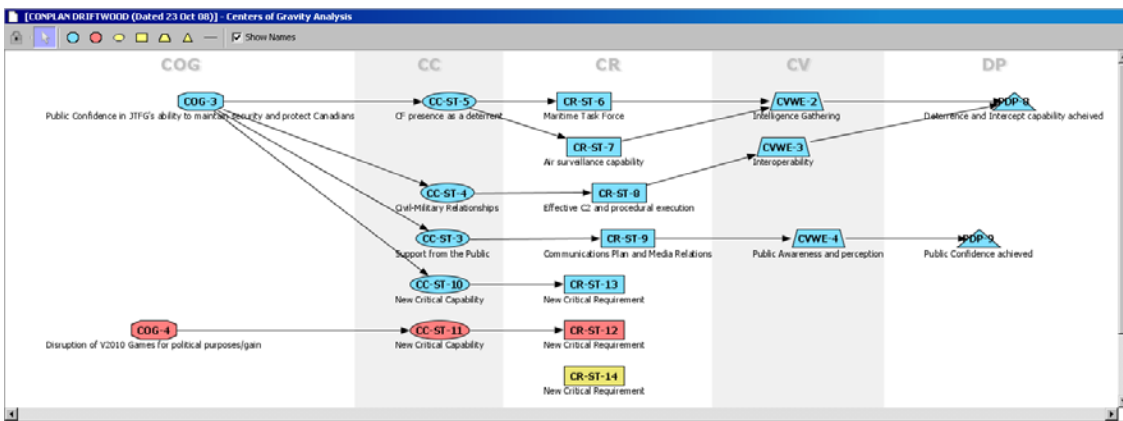 [CONPLAN DRIFTWOOD (Dated 23 Oct 08)] - Centers of Gravity Analysis
Show Names
COG CC CR CV DP
COG-3 CC-ST-5 CR-ST-6 CVWE-2 PDP-8
Public Confidence in JTFG's ability to maintain security and protect Canadians CF presence as a deterrent Maritime Task Force Intelligence Gathering Deterrence and Intercept capability acheived
CR-ST-7 CVWE-3
Air surveillance capability Interoperability
CC-ST-4 CR-ST-8
Civil-Military Relationships Effective C2 and procedural execution
CC-ST-3 CR-ST-9 CVWE-4 PDP-9
Support from the Public Communications Plan and Media Relations Public Awareness and perception Public Confidence achieved
CC-ST-10 CR-ST-13
New Critical Capability New Critical Requirement
COG-4 CC-ST-11 CR-ST-12
Disruption of V2010 Games for political purposes/gain New Critical Capability New Critical Requirement
CR-ST-14
New Critical Requirement